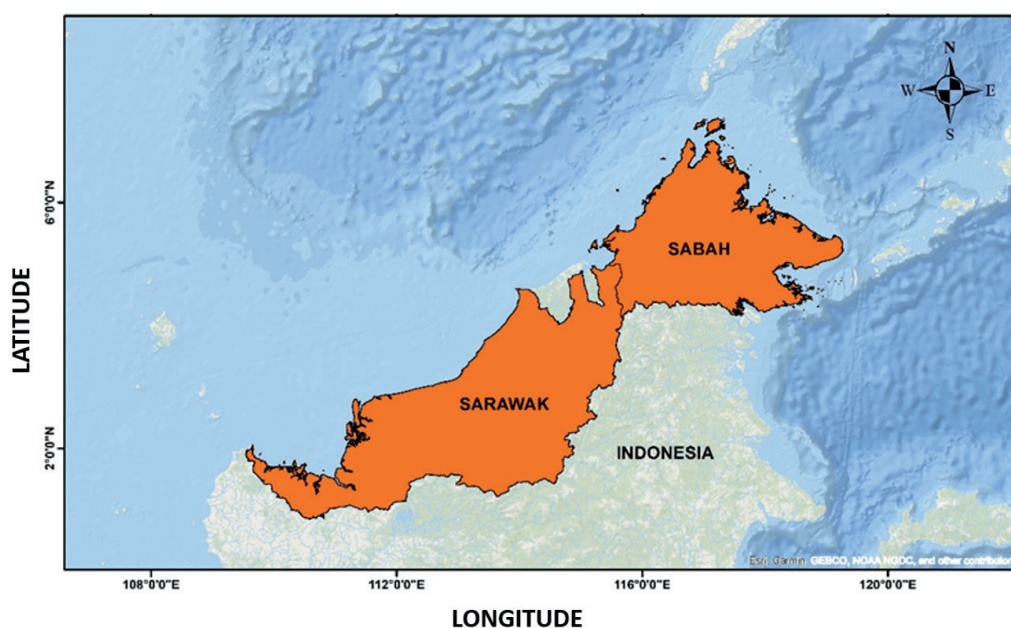 N
W E
S
6°0'0"N
SABAH
LATITUDE
SARAWAK
2°0'0"N
INDONESIA
Esri, Garmin, GEBCO, NOAA NGDC, and other contributor
108°0'0"E 112°0'0"E 116°0'0"E 120°0'0"E
LONGITUDE